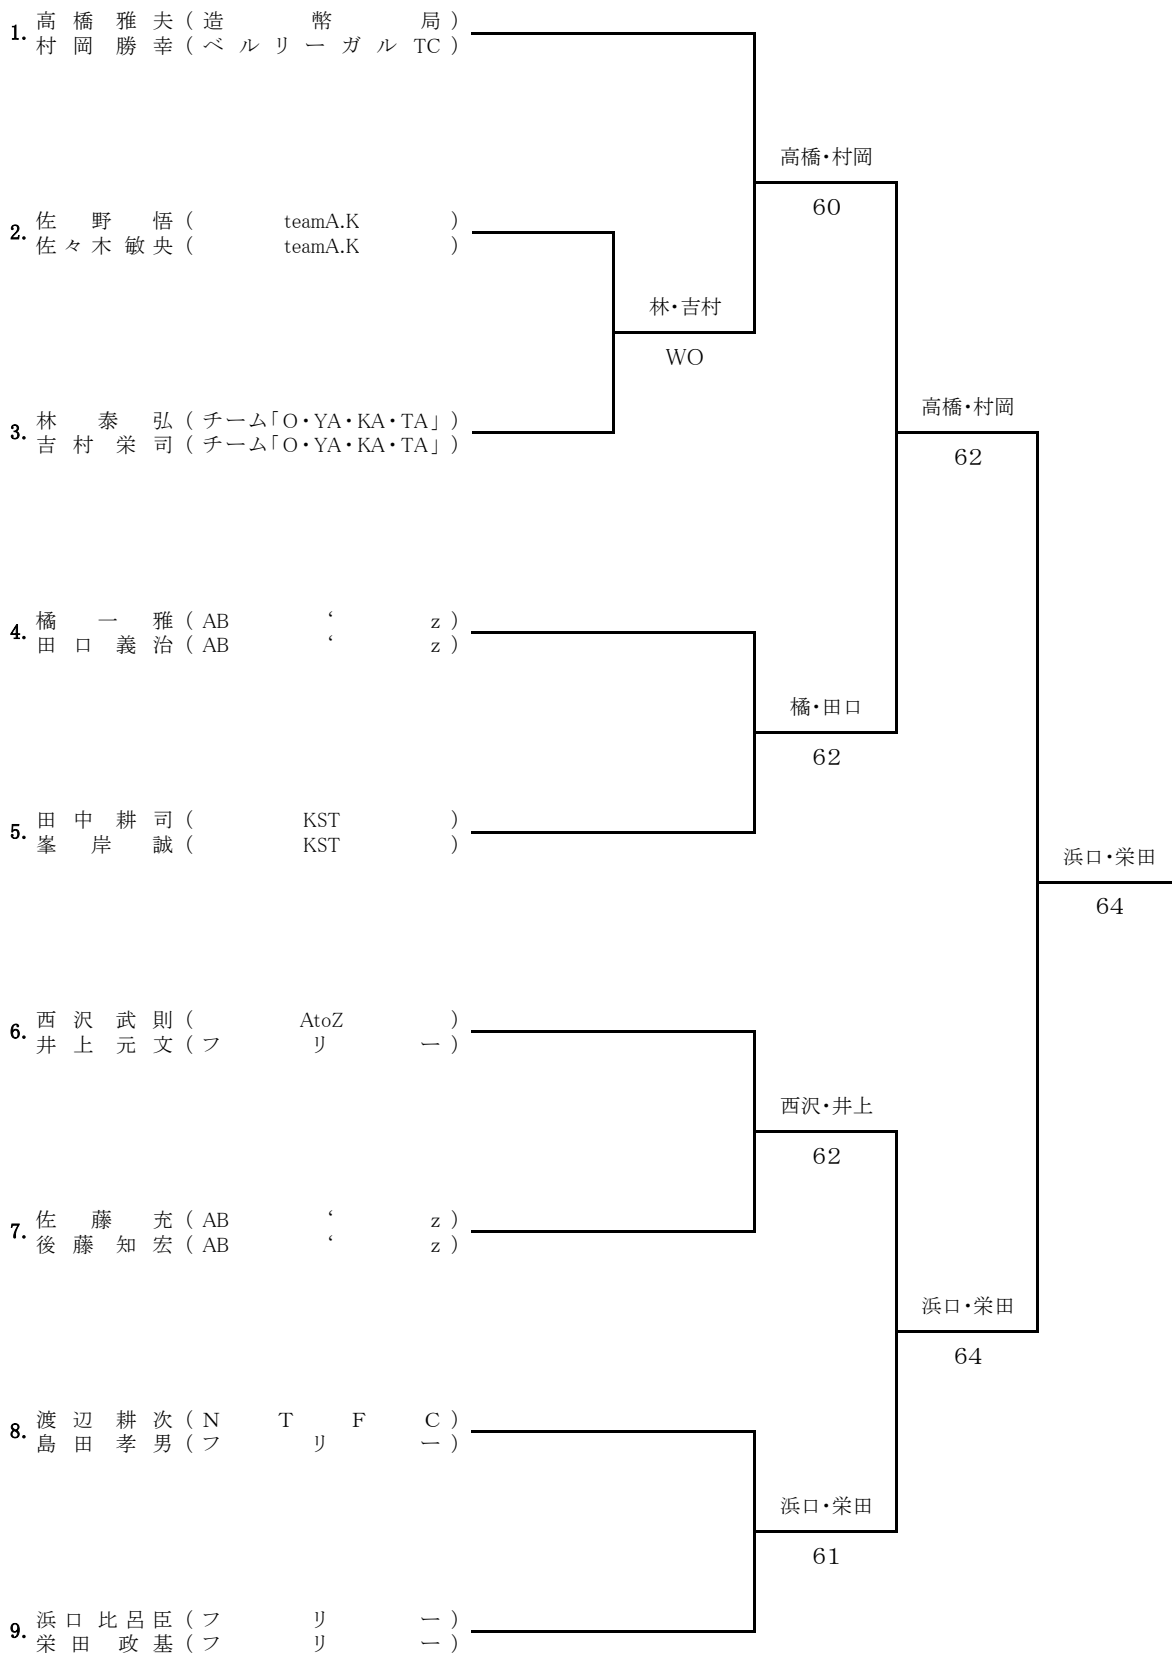 1. 高橋雅夫(造幣局)
村岡勝幸(ベルリーガルTC)
高橋・村岡
60
2. 佐野悟(teamA.K)
佐々木敏央(teamA.K)
林・吉村
WO
3. 林泰弘(チーム「O・YA・KA・TA」)
吉村栄司(チーム「O・YA・KA・TA」)
高橋・村岡
62
4. 橘一雅(AB‘z)
田口義治(AB‘z)
橘・田口
62
5. 田中耕司(KST)
峯岸誠(KST)
浜口・栄田
64
6. 西沢武則(AtoZ)
井上元文(フリー)
西沢・井上
62
7. 佐藤充(AB‘z)
後藤知宏(AB‘z)
浜口・栄田
64
8. 渡辺耕次(NTFC)
島田孝男(フリー)
浜口・栄田
61
9. 浜口比呂臣(フリー)
栄田政基(フリー)